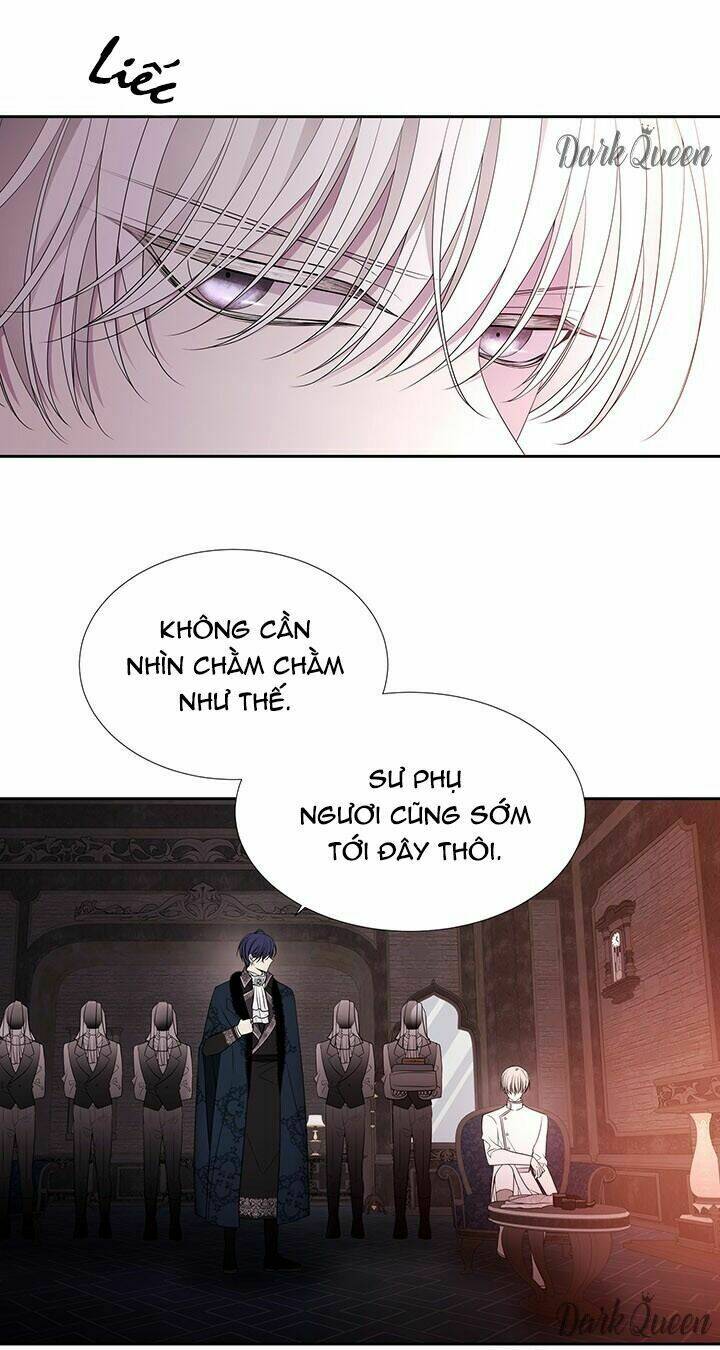 Liếc
Dark Queen
KHÔNG CẦN
NHÌN CHẰM CHẰM
NHƯ THẾ.
SƯ PHỤ
NGƯƠI CŨNG SỚM
TỚI ĐÂY THÔI.
Dark Queen